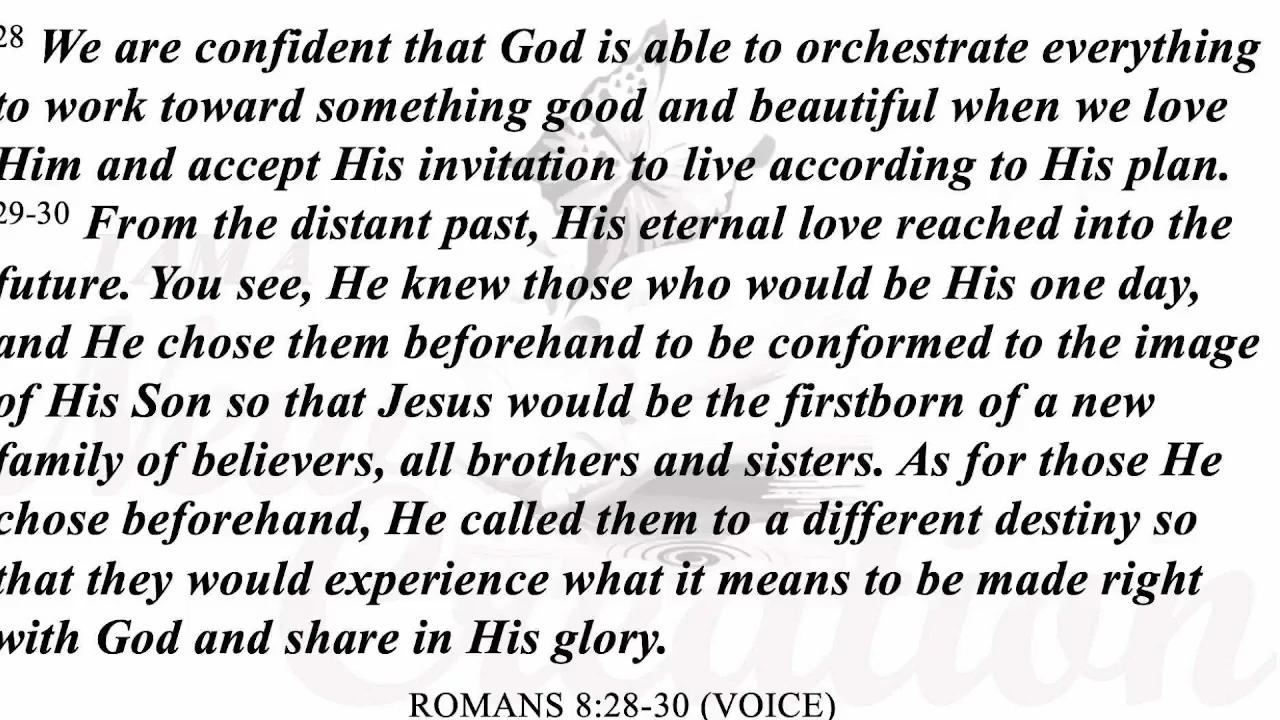 28 We are confident that God is able to orchestrate everything
to work toward something good and beautiful when we love
Him and accept His invitation to live according to His plan.
29-30 From the distant past, His eternal love reached into the
future. You see, He knew those who would be His one day,
and He chose them beforehand to be conformed to the image
of His Son so that Jesus would be the firstborn of a new
family of believers, all brothers and sisters. As for those He
chose beforehand, He called them to a different destiny so
that they would experience what it means to be made right
with God and share in His glory.
ROMANS 8:28-30 (VOICE)
I AM A
New
Creation